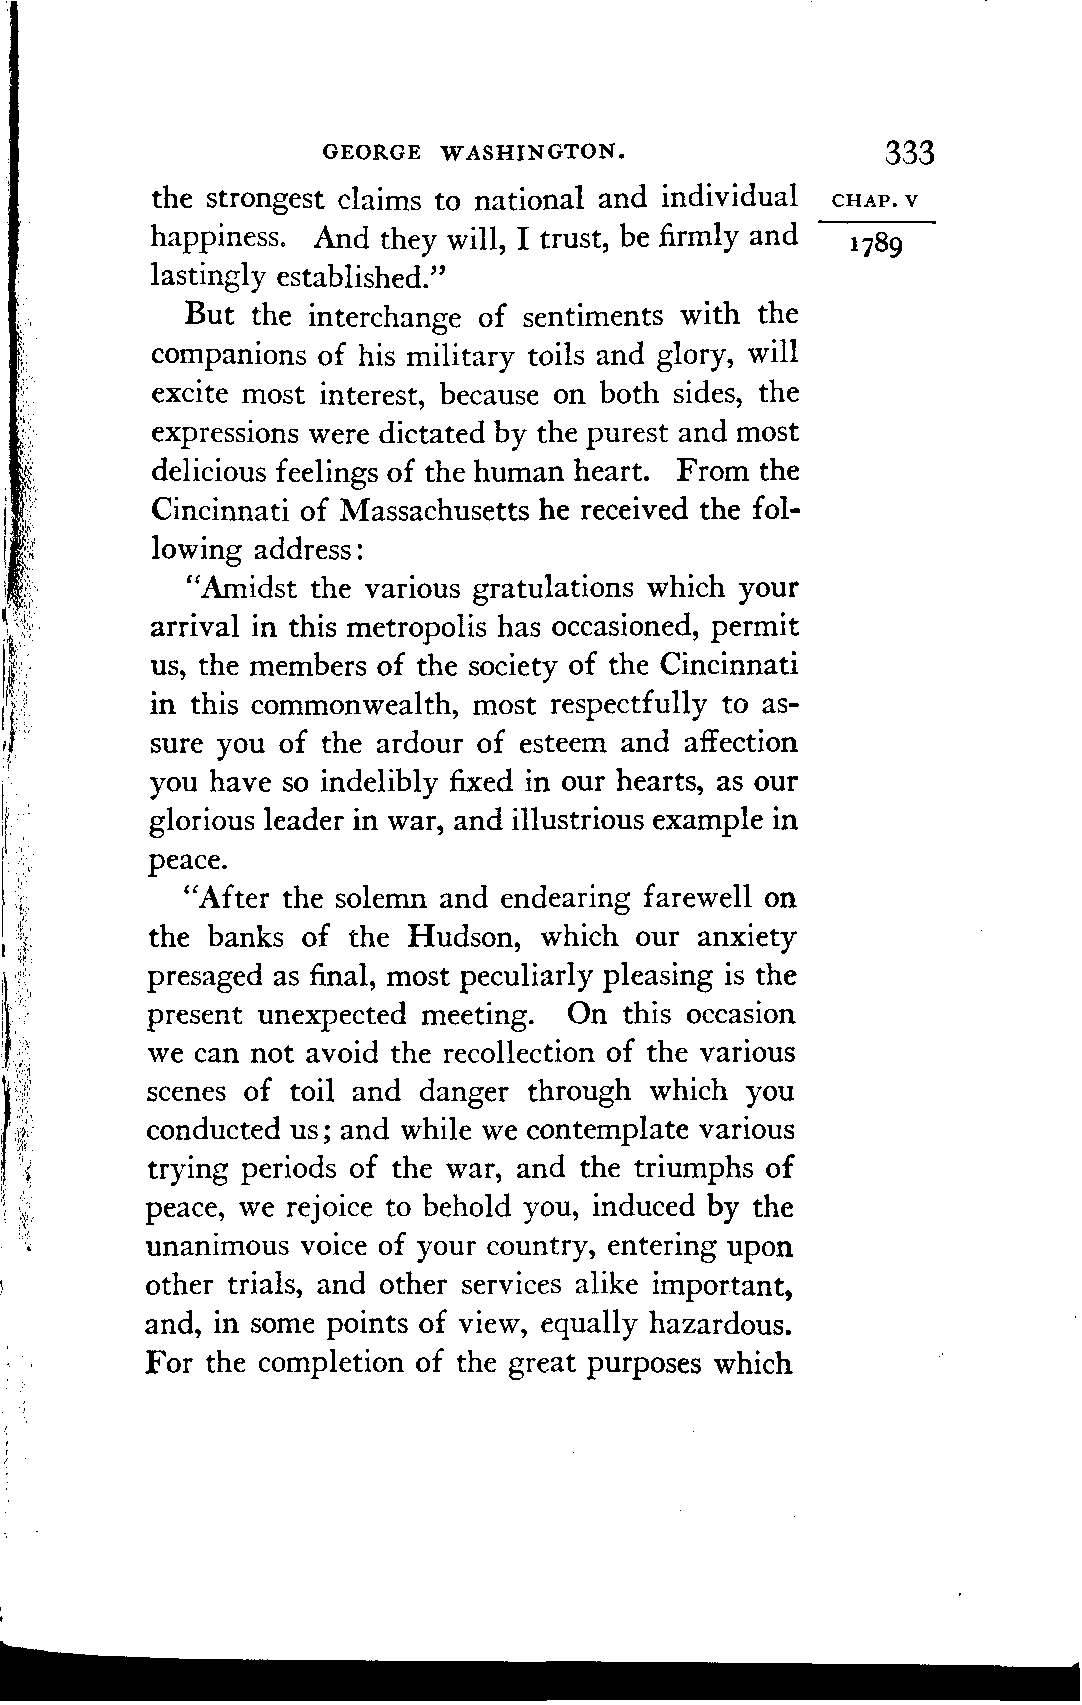 GEORGE WASHINGTON. 333
the strongest claims to national and individual CHAP. V
happiness. And they will, I trust, be firmly and 1789
lastingly established.”
But the interchange of sentiments with the
companions of his military toils and glory, will
excite most interest, because on both sides, the
expressions were dictated by the purest and most
delicious feelings of the human heart. From the
Cincinnati of Massachusetts he received the fol-
lowing address:
“Amidst the various gratulations which your
arrival in this metropolis has occasioned, permit
us, the members of the society of the Cincinnati
in this commonwealth, most respectfully to as-
sure you of the ardour of esteem and affection
you have so indelibly fixed in our hearts, as our
glorious leader in war, and illustrious example in
peace.
“After the solemn and endearing farewell on
the banks of the Hudson, which our anxiety
presaged as final, most peculiarly pleasing is the
present unexpected meeting. On this occasion
we can not avoid the recollection of the various
scenes of toil and danger through which you
conducted us; and while we contemplate various
trying periods of the war, and the triumphs of
peace, we rejoice to behold you, induced by the
unanimous voice of your country, entering upon
other trials, and other services alike important,
and, in some points of view, equally hazardous.
For the completion of the great purposes which